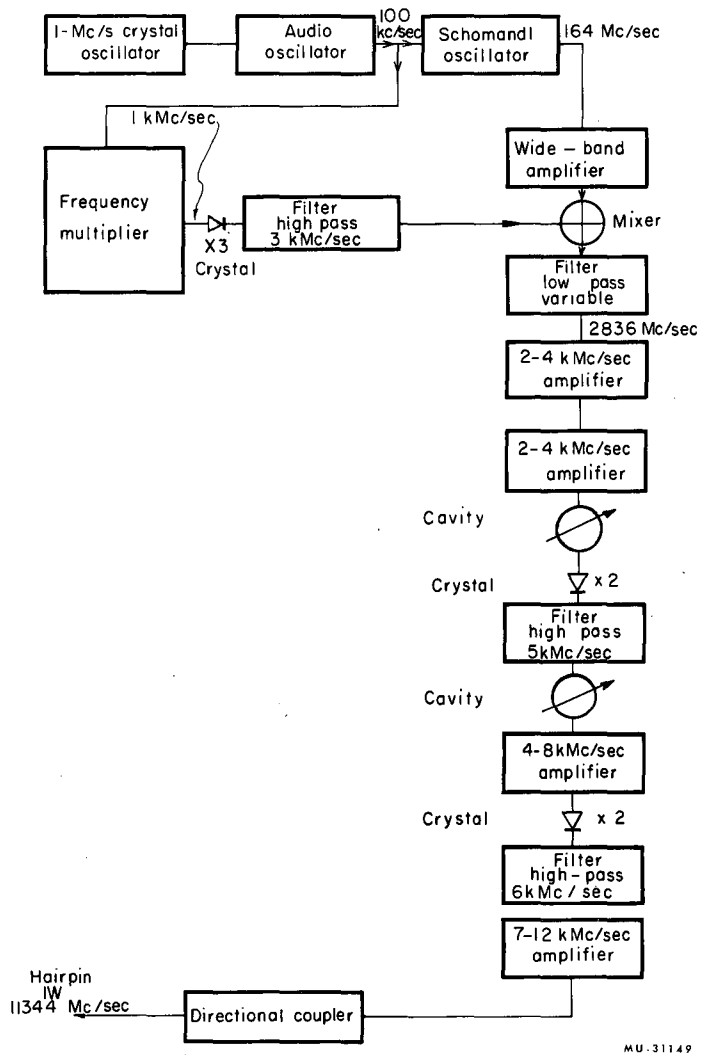 1-Mc/s crystal
oscillator
Audio
oscillator
100
kc/sec
Schomandl
oscillator
164 Mc/sec
1 kMc/sec
Wide-band
amplifier
Frequency
multiplier
X3
Crystal
Filter
high pass
3 kMc/sec
Mixer
Filter
low pass
variable
2836 Mc/sec
2-4 kMc/sec
amplifier
2-4 kMc/sec
amplifier
Cavity
Crystal
x 2
Filter
high pass
5kMc/sec
Cavity
4-8kMc/sec
amplifier
Crystal
x 2
Filter
high-pass
6kMc/sec
7-12 kMc/sec
amplifier
Hairpin
IW
11344 Mc/sec
Directional coupler
MU-31149